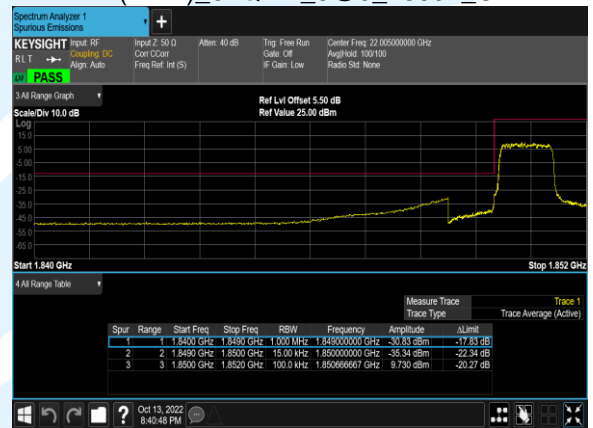 Spectrum Analyzer 1
Spurious Emissions
+
KEYSIGHT Input: RF Input Z: 50 Ω Atten: 40 dB Trig: Free Run Center Freq: 22.005000000 GHz
RLT Coupling: DC Corr CCorr Gate: Off Avg|Hold: 100/100
Align: Auto Freq Ref: Int (S) IF Gain: Low Radio Std: None
PASS
3 All Range Graph
Ref Lvl Offset 5.50 dB
Scale/Div 10.0 dB Ref Value 25.00 dBm
Log
15.0
5.00
-5.00
-15.0
-25.0
-35.0
-45.0
-55.0
-65.0
Start 1.840 GHz Stop 1.852 GHz
4 All Range Table
Measure Trace Trace 1
Trace Type Trace Average (Active)
Spur Range Start Freq Stop Freq RBW Frequency Amplitude ΔLimit
1 1 1.8400 GHz 1.8490 GHz 1.000 MHz 1.849000000 GHz -30.83 dBm -17.83 dB
2 2 1.8490 GHz 1.8500 GHz 15.00 kHz 1.850000000 GHz -35.34 dBm -22.34 dB
3 3 1.8500 GHz 1.8520 GHz 100.0 kHz 1.850666667 GHz 9.730 dBm -20.27 dB
? Oct 13, 2022
8:40:48 PM